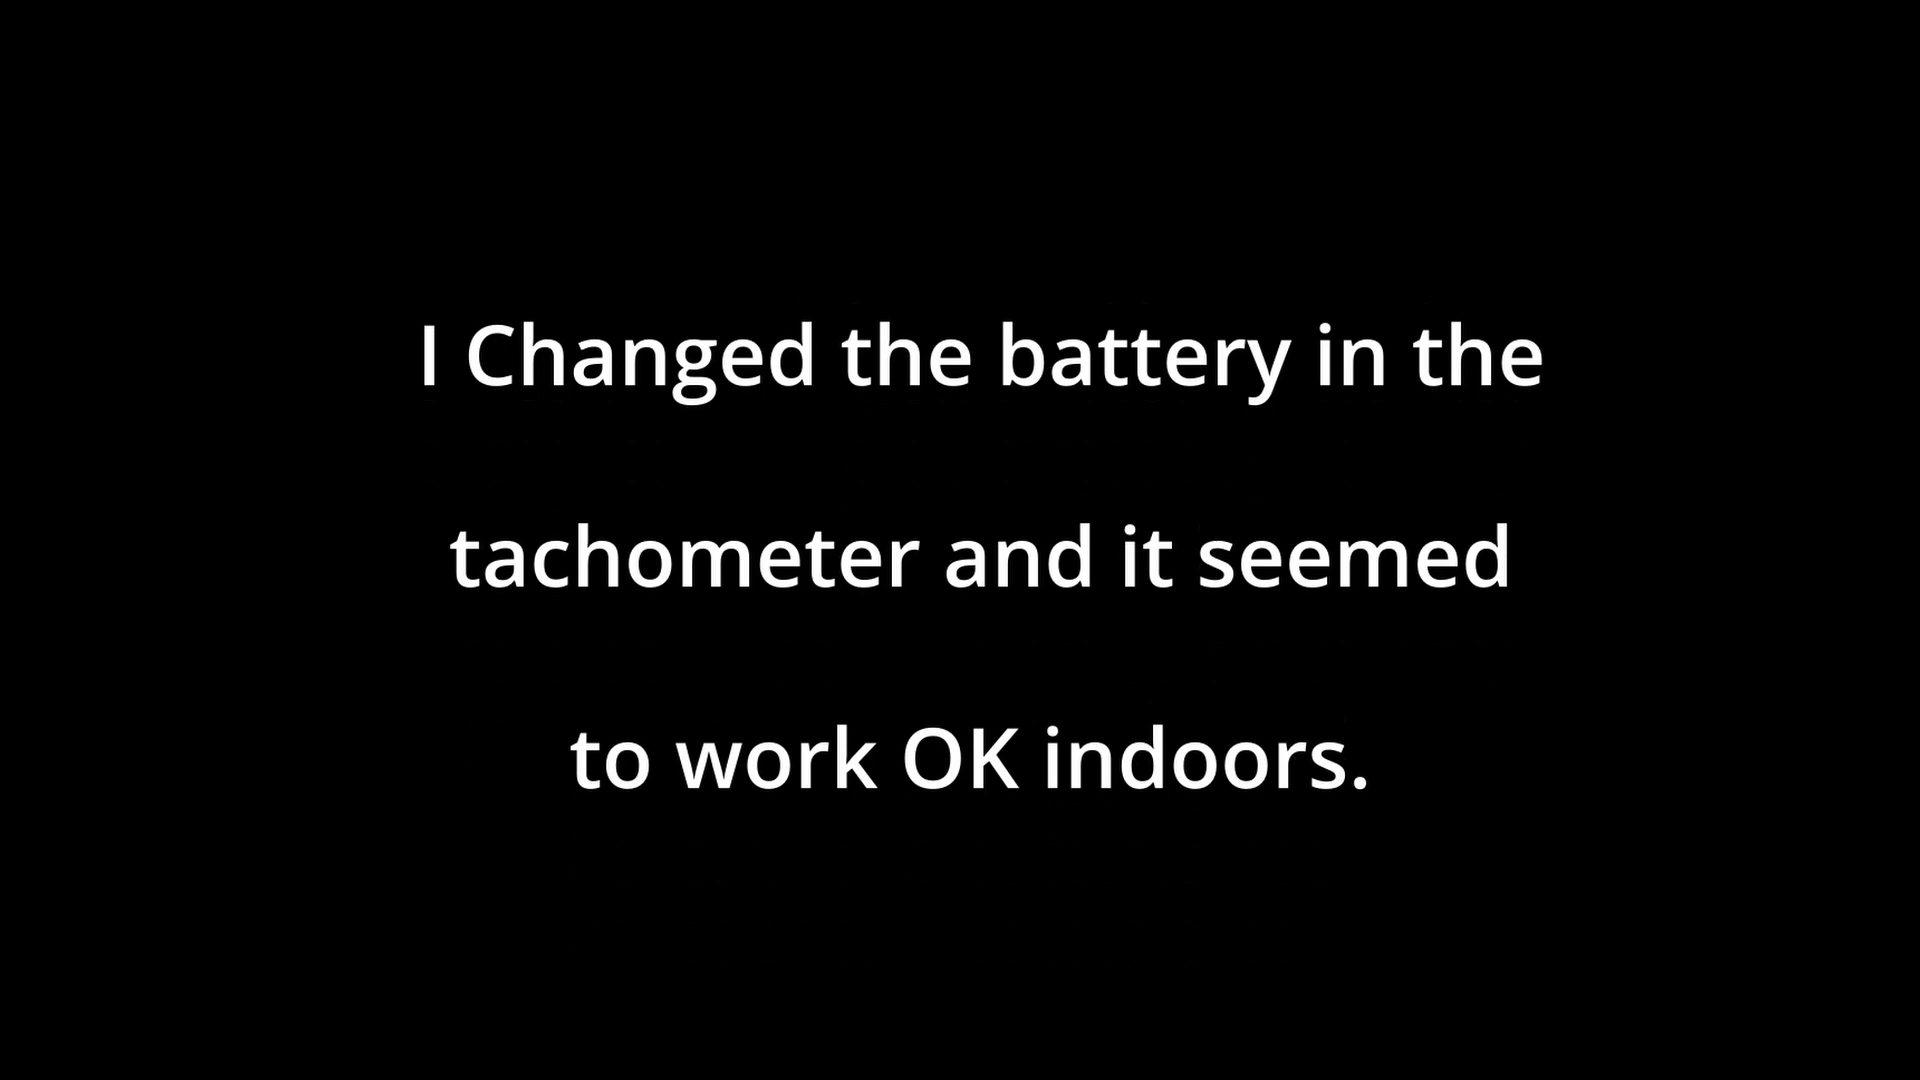 I Changed the battery in the
tachometer and it seemed
to work OK indoors.